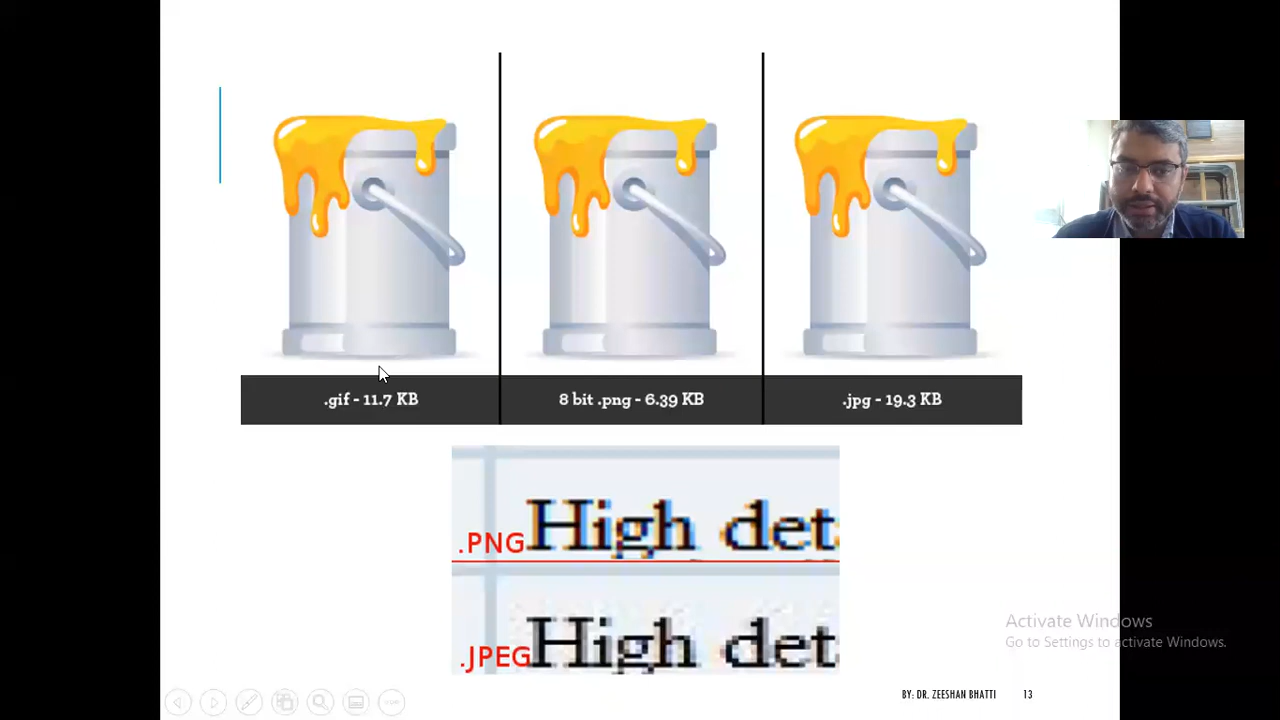 .gif - 11.7 KB
8 bit .png - 6.39 KB
.jpg - 19.3 KB
.PNG High det
.JPEG High det
Activate Windows
Go to Settings to activate Windows.
BY: DR. ZEESHAN BHATTI 13